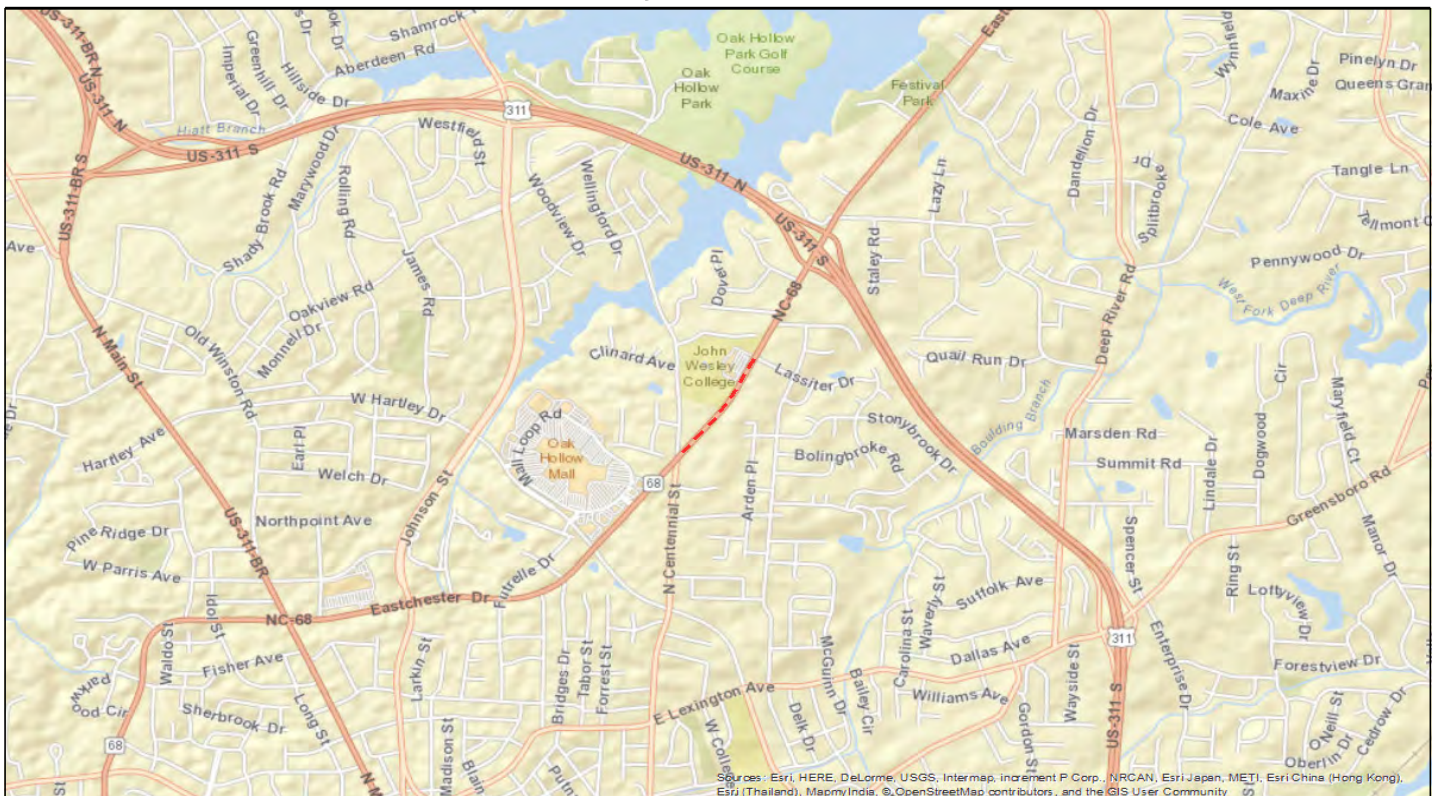 Shamrock
Aberdeen Rd
US-311-BR N
Greenhill Dr
Imperial Dr
Hillside Dr
Hiatt Branch
US-311 N
US-311 S
311
Westfield St
Oak Hollow
Park Golf
Course
Oak
Hollow
Park
Festival
Park
Wynnfield
Pinelyn Dr
Queens Gran
Maxine Dr
Cole Ave
Tangle Ln
Tellmont
Dandelion Dr
Splitbrooke
Dr
Lazy Ln
Staley Rd
US-311 N
US-311 S
US-311-BR S
Ave
Shady Brook Rd
Marywood Dr
Rolling Rd
James Rd
Woodview Dr
Wellingford Dr
Dover Pl
NC-68
Pennywood Dr
West Fork Deep River
Deep River Rd
Oakview Rd
Monnell Dr
Old Winston Rd
N Main St
Clinard Ave
John
Wesley
College
Lassiter Dr
Quail Run Dr
Boulding Branch
Stonybrook Dr
W Hartley Dr
Hartley Ave
Earl Pl
Welch Dr
Mall Loop Rd
Oak
Hollow
Mall
68
Bolingbroke Rd
Arden Pl
Marsden Rd
Summit Rd
Lindale Dr
Dogwood
Cir
Maryfield Ct
Greensboro Rd
Pine Ridge Dr
Northpoint Ave
Johnson St
W Parris Ave
US-311-BR
Futrelle Dr
N Centennial St
Spencer St
Ring St
Manor Dr
Eastchester Dr
NC-68
Idol St
Waldo St
Fisher Ave
Suffolk Ave
Waverly St
Carolina St
Dallas Ave
311
Loftyview Dr
Forestview Dr
Enterprise Dr
Larkin St
Bridges Dr
Tabor St
Forrest St
McGuinn Dr
Bailey Cir
Williams Ave
Wayside St
Gordon St
US-311 S
E Lexington Ave
Delk Dr
W College
Parkwood Cir
Sherbrook Dr
Long St
68
Madison St
Blain
Putn
N M
O'Neill St
Oberlin Dr
Cedrow Dr
Sources: Esri, HERE, DeLorme, USGS, Intermap, increment P Corp., NRCAN, Esri Japan, METI, Esri China (Hong Kong),
Esri (Thailand), MapmyIndia, © OpenStreetMap contributors, and the GIS User Community